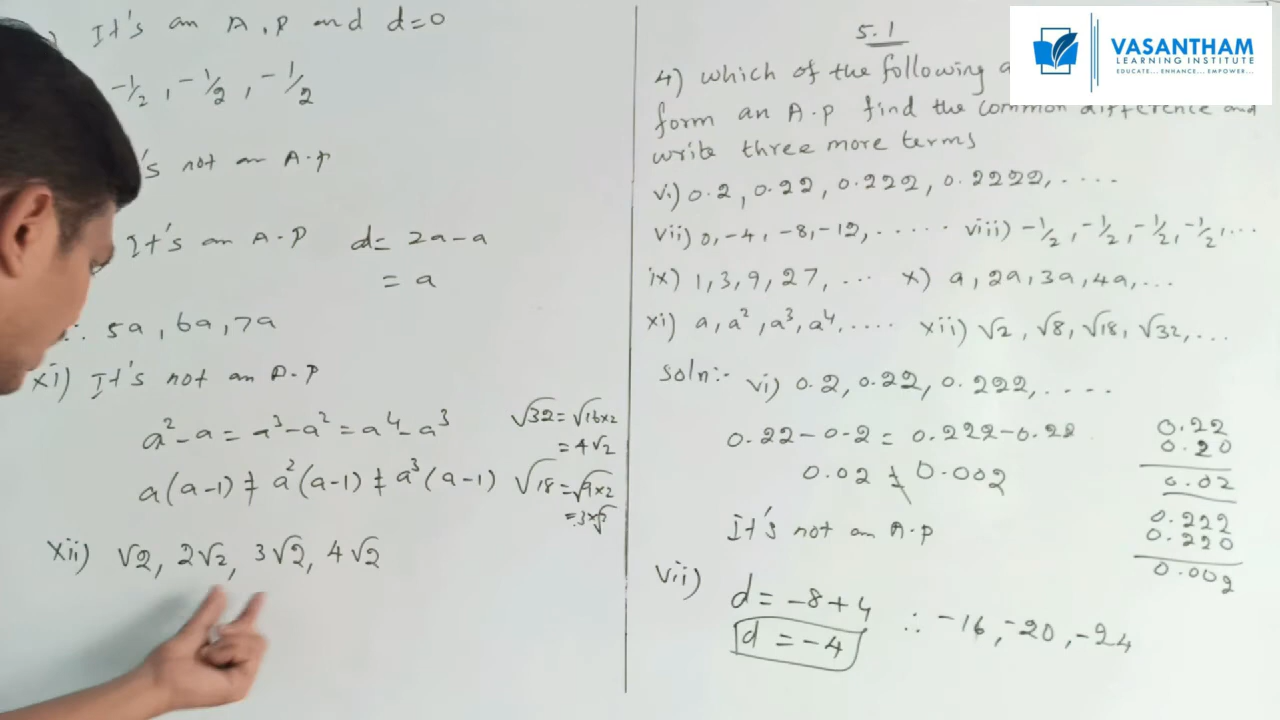 It's an A.P and d=0
-1/2, -1/2, -1/2
's not an A.P
It's an A.P d= 2a-a
= a
5a, 6a, 7a
xi) It's not an A.P
a²-a = a³-a² = a⁴-a³
√32 = √16x2
= 4√2
a(a-1) ≠ a²(a-1) ≠ a³(a-1)
√18 = √9x2
xii) √2, 2√2, 3√2, 4√2
5.1
4) which of the following
form an A.P find the common difference and
write three more terms
vi) 0.2, 0.22, 0.222, 0.2222, ....
vii) 0, -4, -8, -12, ..... viii) -1/2, -1/2, -1/2, -1/2, ...
ix) 1, 3, 9, 27, ... x) a, 2a, 3a, 4a, ...
xi) a, a², a³, a⁴, .... xii) √2, √8, √18, √32, ...
Soln:- vi) 0.2, 0.22, 0.222, ....
0.22-0.2 = 0.222-0.22
0.02 ≠ 0.002
It's not an A.P
0.22
0.20
0.02
0.222
0.220
0.002
vii) d = -8+4
d = -4
∴ -16, -20, -24
VASANTHAM
LEARNING INSTITUTE
EDUCATE... ENHANCE... EMPOWER...